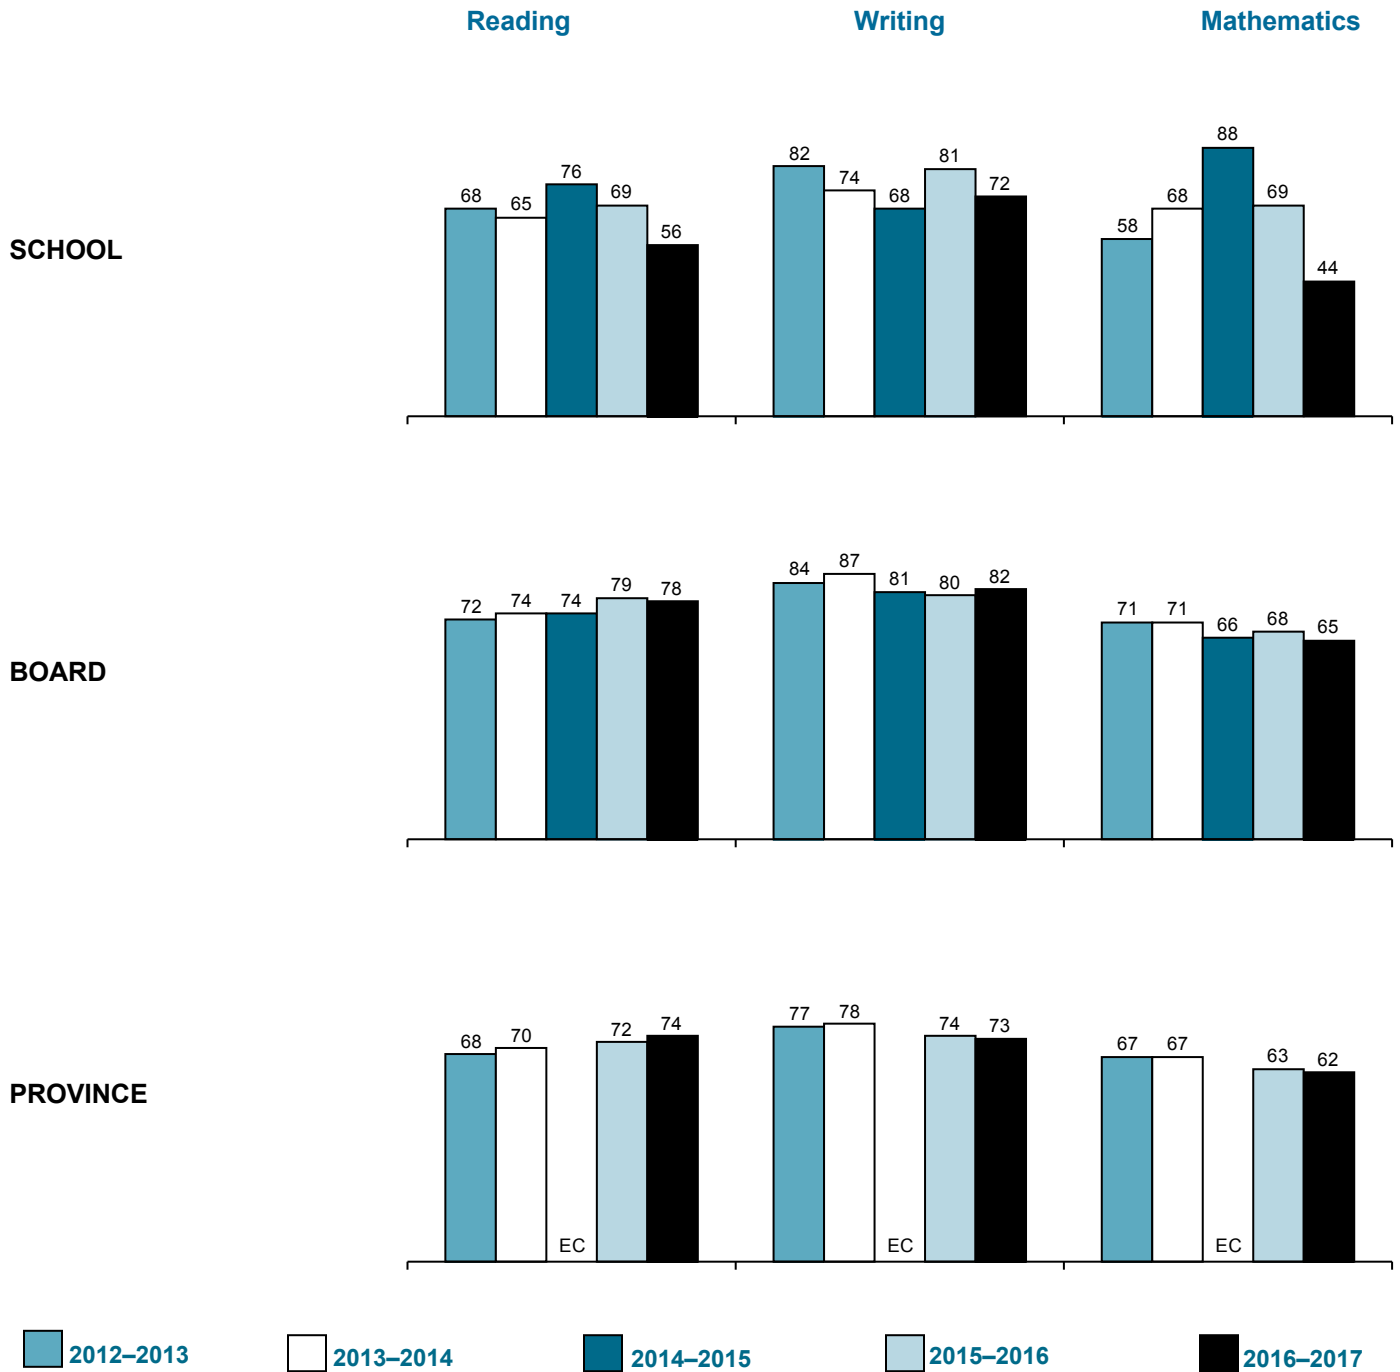 Reading Writing Mathematics
SCHOOL
68 65 76 69 56
82 74 68 81 72
58 68 88 69 44
BOARD
72 74 74 79 78
84 87 81 80 82
71 71 66 68 65
PROVINCE
68 70 EC 72 74
77 78 EC 74 73
67 67 EC 63 62
2012–2013 2013–2014 2014–2015 2015–2016 2016–2017